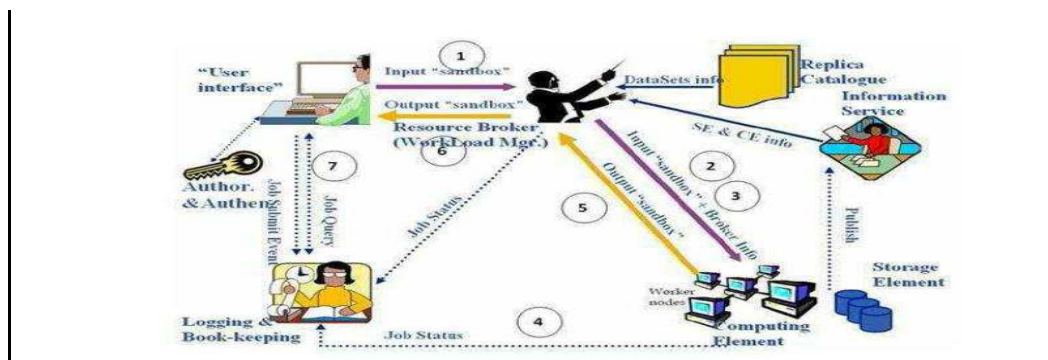 1
"User
interface"
Input "sandbox"
DataSets info
Replica
Catalogue
Information
Service
Output "sandbox"
Resource Broker
(WorkLoad Mgr.)
6
SE & CE info
2
7
Author.
&Authen
Input "sandbox" + Broker Info
3
Output "sandbox"
5
Job Submit Event
Job Query
Job Status
Publish
Storage
Element
Worker
nodes
Logging &
Book-keeping
Job Status
4
Computing
Element